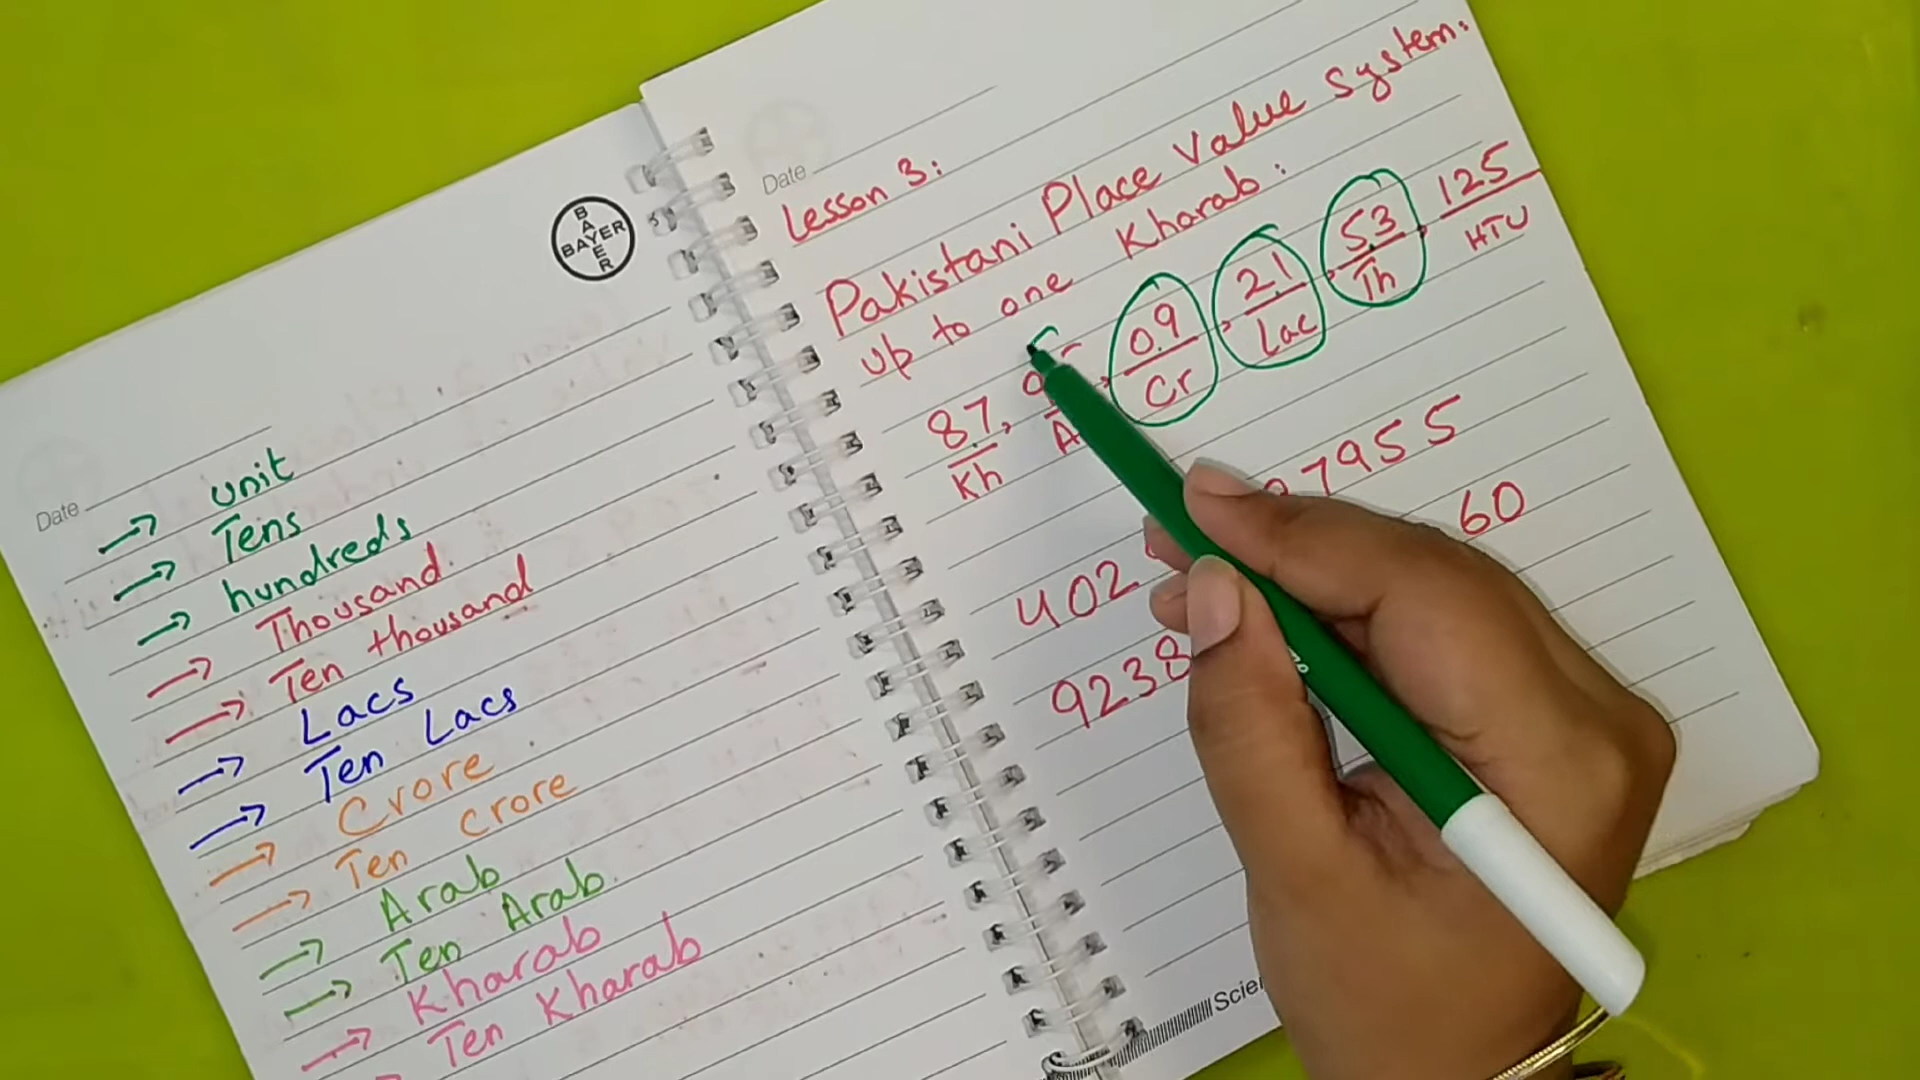 BAYER
BAYER
Date
unit
Tens
hundreds
Thousand.
Ten thousand
Lacs
Ten Lacs
Crore
Ten crore
Arab
Ten Arab.
Kharab
Ten Kharab
Date
Lesson 3:
Pakistani Place Value System:
up to one Kharab:
87, 09, 21, 53, 125
Kh Cr Lac Th HTU
7955
402 60
9238
Scie